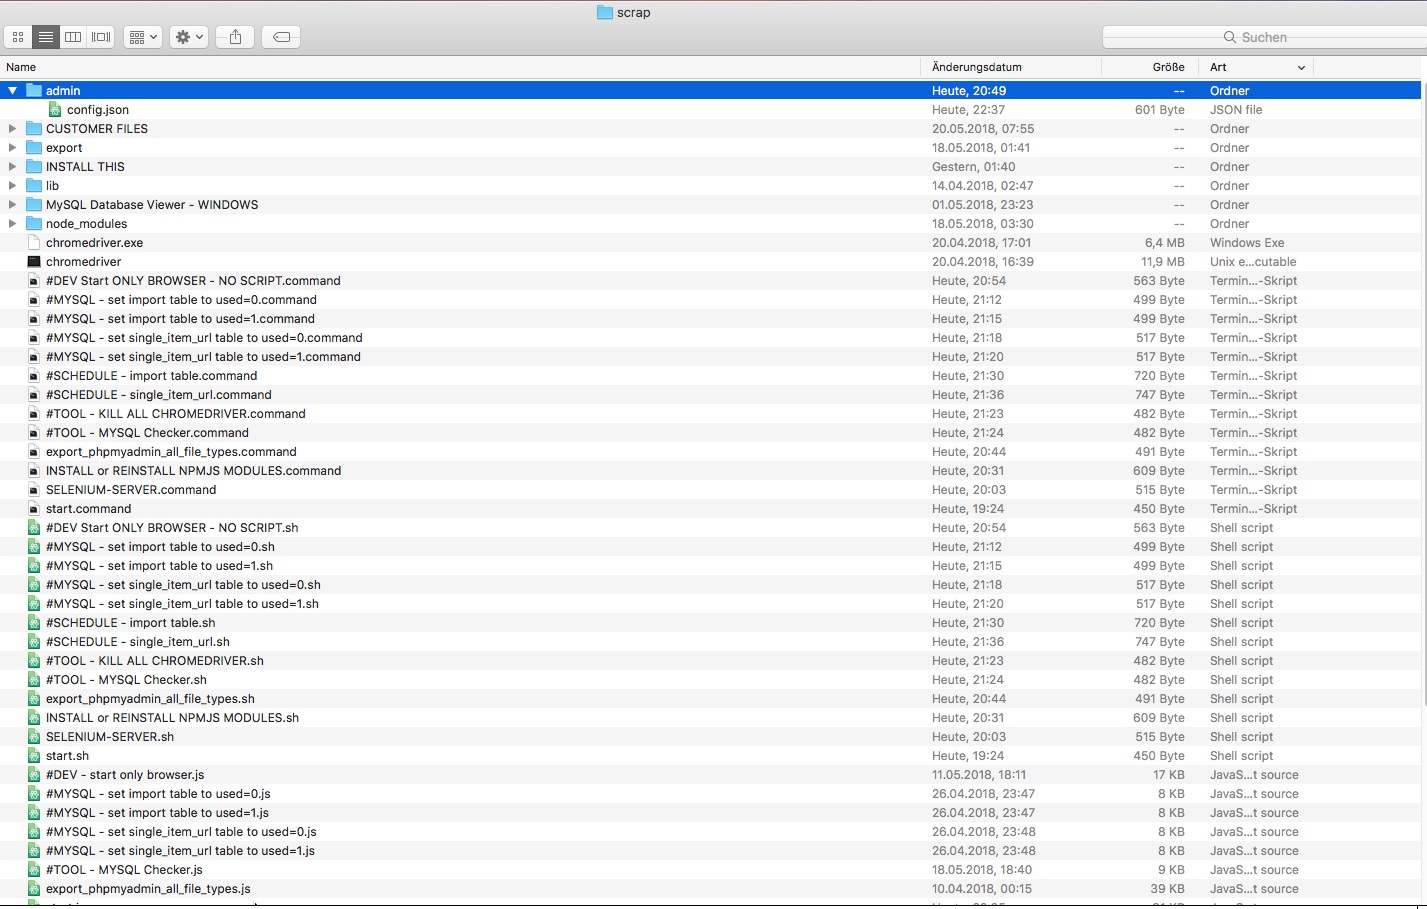 scrap
Suchen
Name Änderungsdatum Größe Art
admin Heute, 20:49 -- Ordner
config.json Heute, 22:37 601 Byte JSON file
CUSTOMER FILES 20.05.2018, 07:55 -- Ordner
export 18.05.2018, 01:41 -- Ordner
INSTALL THIS Gestern, 01:40 -- Ordner
lib 14.04.2018, 02:47 -- Ordner
MySQL Database Viewer - WINDOWS 01.05.2018, 23:23 -- Ordner
node_modules 18.05.2018, 03:30 -- Ordner
chromedriver.exe 20.04.2018, 17:01 6,4 MB Windows Exe
chromedriver 20.04.2018, 16:39 11,9 MB Unix e...cutable
#DEV Start ONLY BROWSER - NO SCRIPT.command Heute, 20:54 563 Byte Termin...-Skript
#MYSQL - set import table to used=0.command Heute, 21:12 499 Byte Termin...-Skript
#MYSQL - set import table to used=1.command Heute, 21:15 499 Byte Termin...-Skript
#MYSQL - set single_item_url table to used=0.command Heute, 21:18 517 Byte Termin...-Skript
#MYSQL - set single_item_url table to used=1.command Heute, 21:20 517 Byte Termin...-Skript
#SCHEDULE - import table.command Heute, 21:30 720 Byte Termin...-Skript
#SCHEDULE - single_item_url.command Heute, 21:36 747 Byte Termin...-Skript
#TOOL - KILL ALL CHROMEDRIVER.command Heute, 21:23 482 Byte Termin...-Skript
#TOOL - MYSQL Checker.command Heute, 21:24 482 Byte Termin...-Skript
export_phpmyadmin_all_file_types.command Heute, 20:44 491 Byte Termin...-Skript
INSTALL or REINSTALL NPMJS MODULES.command Heute, 20:31 609 Byte Termin...-Skript
SELENIUM-SERVER.command Heute, 20:03 515 Byte Termin...-Skript
start.command Heute, 19:24 450 Byte Termin...-Skript
#DEV Start ONLY BROWSER - NO SCRIPT.sh Heute, 20:54 563 Byte Shell script
#MYSQL - set import table to used=0.sh Heute, 21:12 499 Byte Shell script
#MYSQL - set import table to used=1.sh Heute, 21:15 499 Byte Shell script
#MYSQL - set single_item_url table to used=0.sh Heute, 21:18 517 Byte Shell script
#MYSQL - set single_item_url table to used=1.sh Heute, 21:20 517 Byte Shell script
#SCHEDULE - import table.sh Heute, 21:30 720 Byte Shell script
#SCHEDULE - single_item_url.sh Heute, 21:36 747 Byte Shell script
#TOOL - KILL ALL CHROMEDRIVER.sh Heute, 21:23 482 Byte Shell script
#TOOL - MYSQL Checker.sh Heute, 21:24 482 Byte Shell script
export_phpmyadmin_all_file_types.sh Heute, 20:44 491 Byte Shell script
INSTALL or REINSTALL NPMJS MODULES.sh Heute, 20:31 609 Byte Shell script
SELENIUM-SERVER.sh Heute, 20:03 515 Byte Shell script
start.sh Heute, 19:24 450 Byte Shell script
#DEV - start only browser.js 11.05.2018, 18:11 17 KB JavaS...t source
#MYSQL - set import table to used=0.js 26.04.2018, 23:47 8 KB JavaS...t source
#MYSQL - set import table to used=1.js 26.04.2018, 23:47 8 KB JavaS...t source
#MYSQL - set single_item_url table to used=0.js 26.04.2018, 23:48 8 KB JavaS...t source
#MYSQL - set single_item_url table to used=1.js 26.04.2018, 23:48 8 KB JavaS...t source
#TOOL - MYSQL Checker.js 18.05.2018, 18:40 9 KB JavaS...t source
export_phpmyadmin_all_file_types.js 10.04.2018, 00:15 39 KB JavaS...t source